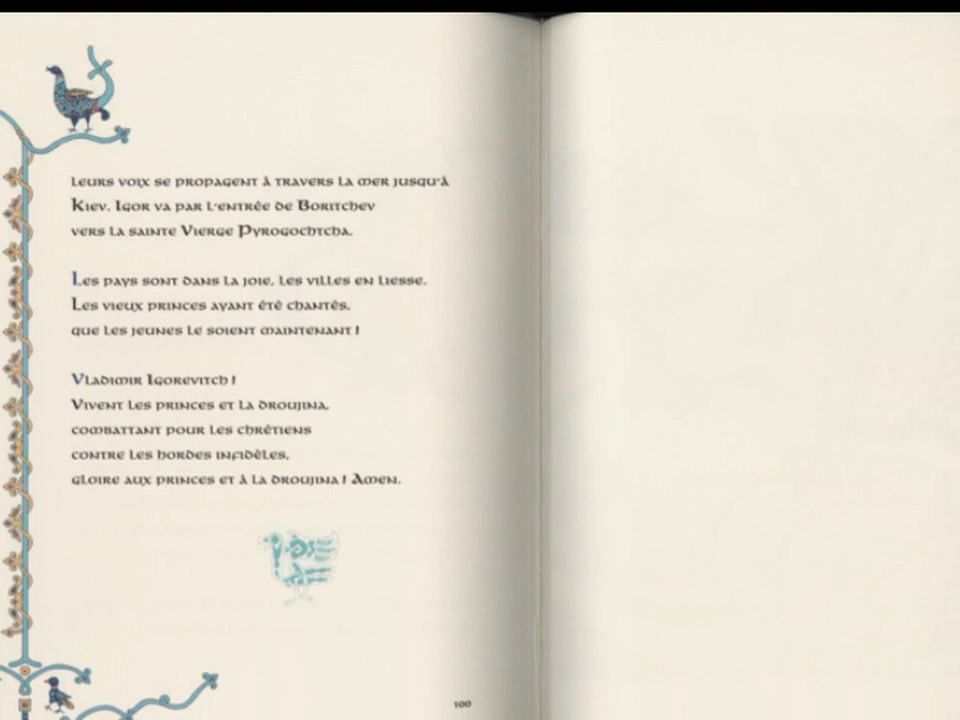 Leurs voix se propagent à travers la mer jusqu'à
Kiev. Igor va par l'entrée de Boritchev
vers la sainte Vierge Pyrogochtcha.
Les pays sont dans la joie, les villes en liesse.
Les vieux princes ayant été chantés,
que les jeunes le soient maintenant !
Vladimir Igorevitch !
Vivent les princes et la droujina,
combattant pour les chrétiens
contre les hordes infidèles,
gloire aux princes et à la droujina ! Amen.
100